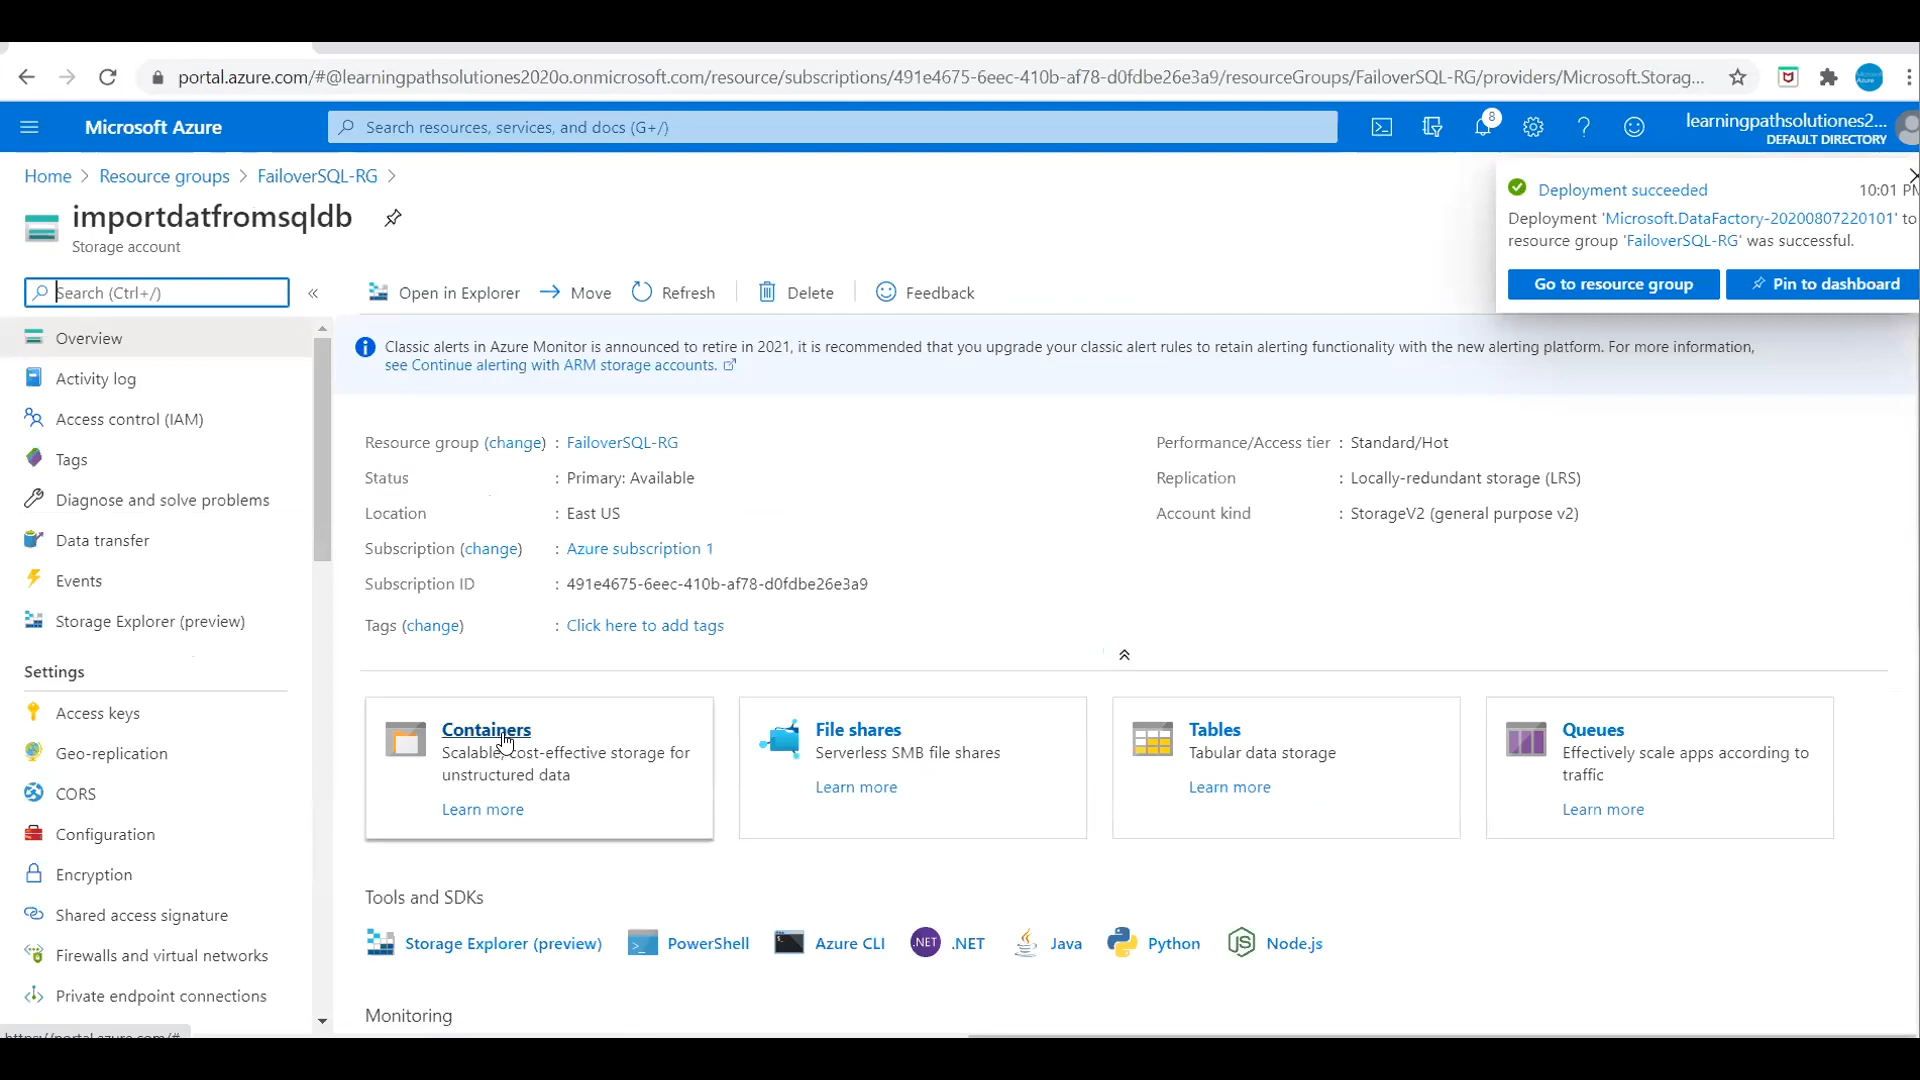 portal.azure.com/#@learningpathsolutiones2020o.onmicrosoft.com/resource/subscriptions/491e4675-6eec-410b-af78-d0fdbe26e3a9/resourceGroups/FailoverSQL-RG/providers/Microsoft.Storag...
Microsoft Azure
Search resources, services, and docs (G+/)
8
learningpathsolutiones2...
DEFAULT DIRECTORY
Home > Resource groups > FailoverSQL-RG >
importdatfromsqldb
Storage account
Deployment succeeded
10:01 PM
Deployment 'Microsoft.DataFactory-20200807220101' to
resource group 'FailoverSQL-RG' was successful.
Go to resource group
Pin to dashboard
Search (Ctrl+/)
«
Open in Explorer
Move
Refresh
Delete
Feedback
Overview
Activity log
Access control (IAM)
Tags
Diagnose and solve problems
Data transfer
Events
Storage Explorer (preview)
Settings
Access keys
Geo-replication
CORS
Configuration
Encryption
Shared access signature
Firewalls and virtual networks
Private endpoint connections
https://portal.azure.com/#
Classic alerts in Azure Monitor is announced to retire in 2021, it is recommended that you upgrade your classic alert rules to retain alerting functionality with the new alerting platform. For more information,
see Continue alerting with ARM storage accounts.
Resource group (change) : FailoverSQL-RG
Status : Primary: Available
Location : East US
Subscription (change) : Azure subscription 1
Subscription ID : 491e4675-6eec-410b-af78-d0fdbe26e3a9
Tags (change) : Click here to add tags
Performance/Access tier : Standard/Hot
Replication : Locally-redundant storage (LRS)
Account kind : StorageV2 (general purpose v2)
Containers
Scalable, cost-effective storage for
unstructured data
Learn more
File shares
Serverless SMB file shares
Learn more
Tables
Tabular data storage
Learn more
Queues
Effectively scale apps according to
traffic
Learn more
Tools and SDKs
Storage Explorer (preview)
PowerShell
Azure CLI
NET
.NET
Java
Python
Node.js
Monitoring